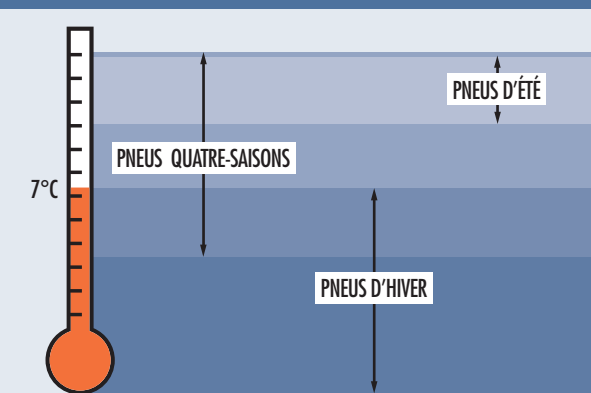 PNEUS D'ÉTÉ
PNEUS QUATRE-SAISONS
7°C
PNEUS D'HIVER